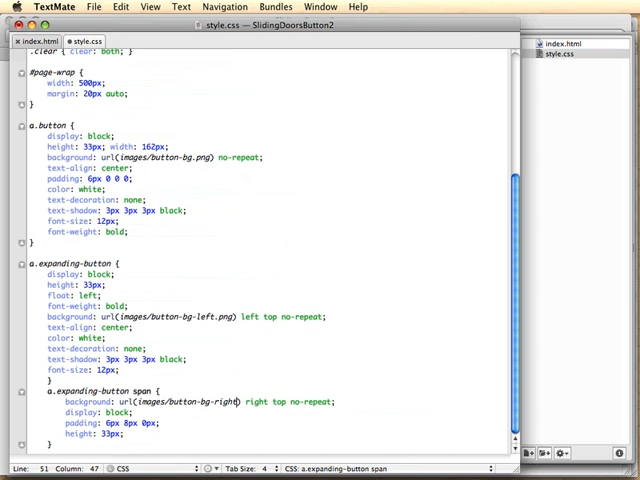 TextMate File Edit View Text Navigation Bundles Window Help
style.css — SlidingDoorsButton2
index.html style.css
.clear { clear: both; }
#page-wrap {
width: 500px;
margin: 20px auto;
}
a.button {
display: block;
height: 33px; width: 162px;
background: url(images/button-bg.png) no-repeat;
text-align: center;
padding: 6px 0 0 0;
color: white;
text-decoration: none;
text-shadow: 3px 3px 3px black;
font-size: 12px;
font-weight: bold;
}
a.expanding-button {
display: block;
height: 33px;
float: left;
font-weight: bold;
background: url(images/button-bg-left.png) left top no-repeat;
text-align: center;
color: white;
text-decoration: none;
text-shadow: 3px 3px 3px black;
font-size: 12px;
}
a.expanding-button span {
background: url(images/button-bg-right) right top no-repeat;
display: block;
padding: 6px 8px 0px;
height: 33px;
}
Line: 51 Column: 47 CSS Tab Size: 4 CSS: a.expanding-button span
index.html
style.css